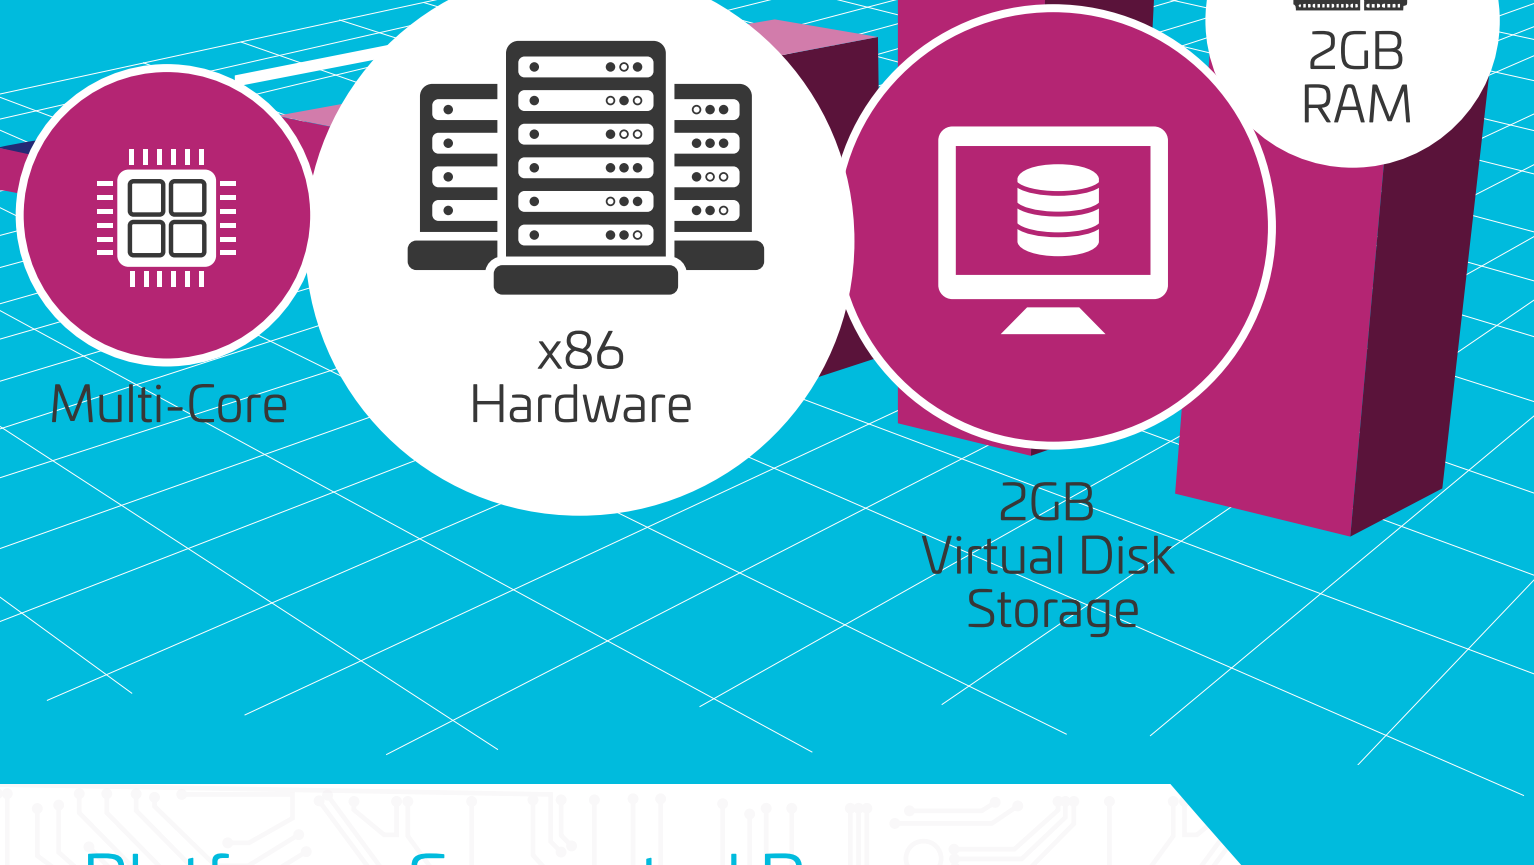 2GB
RAM
x86
Hardware
Multi-Core
2GB
Virtual Disk
Storage